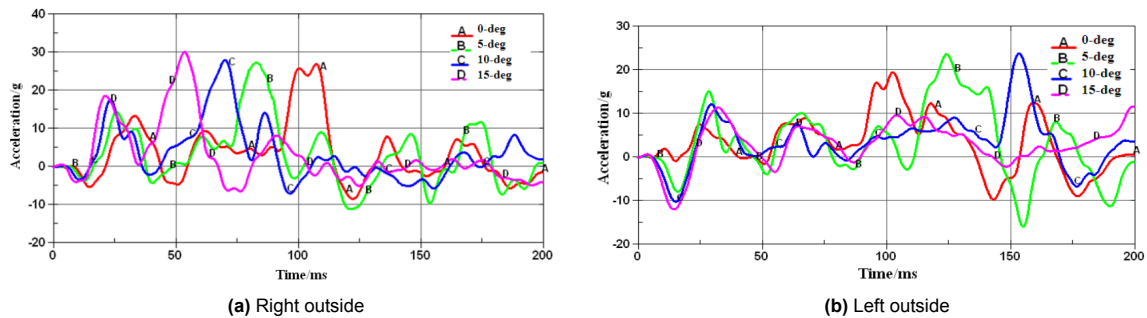 40
30
20
10
0
-10
-20
Acceleration/g
0
50
100
150
200
Time/ms
A 0-deg
B 5-deg
C 10-deg
D 15-deg
A A A A A A
B B B B B B
C C C C C C
D D D D D D
(a) Right outside
30
20
10
0
-10
-20
Acceleration/g
0
50
100
150
200
Time/ms
A 0-deg
B 5-deg
C 10-deg
D 15-deg
A A A A A A
B B B B B B
C C C C C C
D D D D D D
(b) Left outside